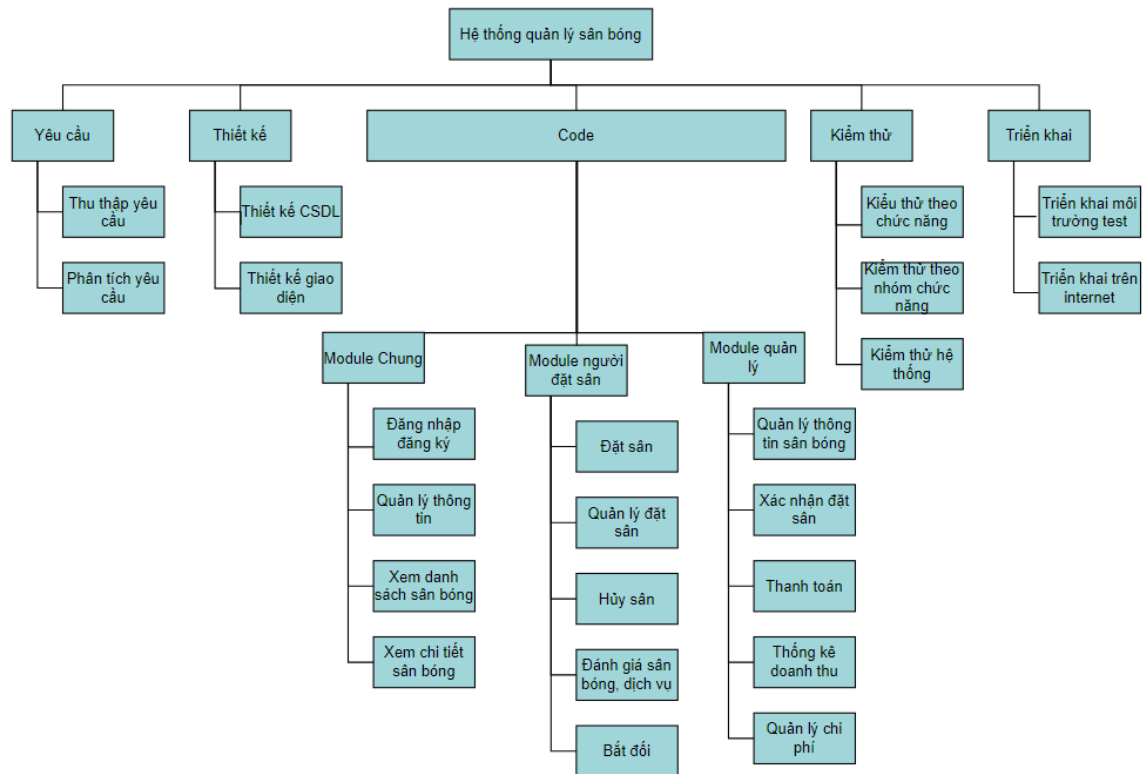 Hệ thống quản lý sân bóng
Yêu cầu
Thiết kế
Code
Kiểm thử
Triển khai
Thu thập yêu
cầu
Phân tích yêu
cầu
Thiết kế CSDL
Thiết kế giao
diện
Kiểu thử theo
chức năng
Kiểm thử theo
nhóm chức
năng
Kiểm thử hệ
thống
Triển khai môi
trường test
Triển khai trên
internet
Module Chung
Đăng nhập
đăng ký
Quản lý thông
tin
Xem danh
sách sân bóng
Xem chi tiết
sân bóng
Module người
đặt sân
Đặt sân
Quản lý đặt
sân
Hủy sân
Đánh giá sân
bóng, dịch vụ
Bắt đối
Module quản
lý
Quản lý thông
tin sân bóng
Xác nhận đặt
sân
Thanh toán
Thống kê
doanh thu
Quản lý chi
phí